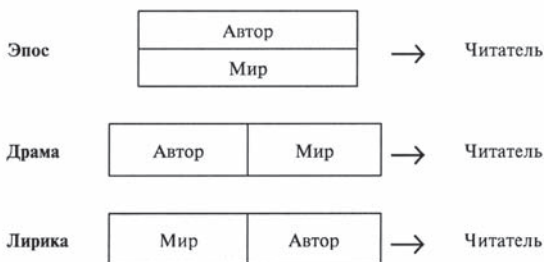 Автор
Эпос → Читатель
Мир
Драма Автор Мир → Читатель
Лирика Мир Автор → Читатель